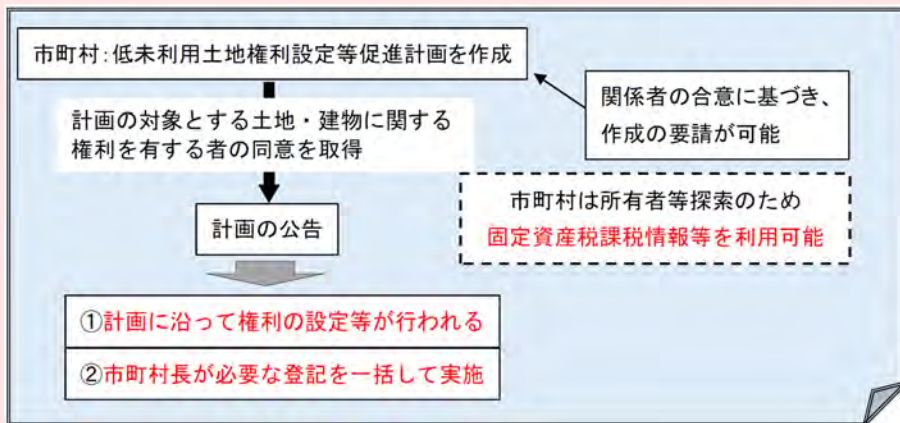 市町村：低未利用土地権利設定等促進計画を作成
関係者の合意に基づき、
作成の要請が可能
計画の対象とする土地・建物に関する
権利を有する者の同意を取得
市町村は所有者等探索のため
固定資産税課税情報等を利用可能
計画の公告
①計画に沿って権利の設定等が行われる
②市町村長が必要な登記を一括して実施